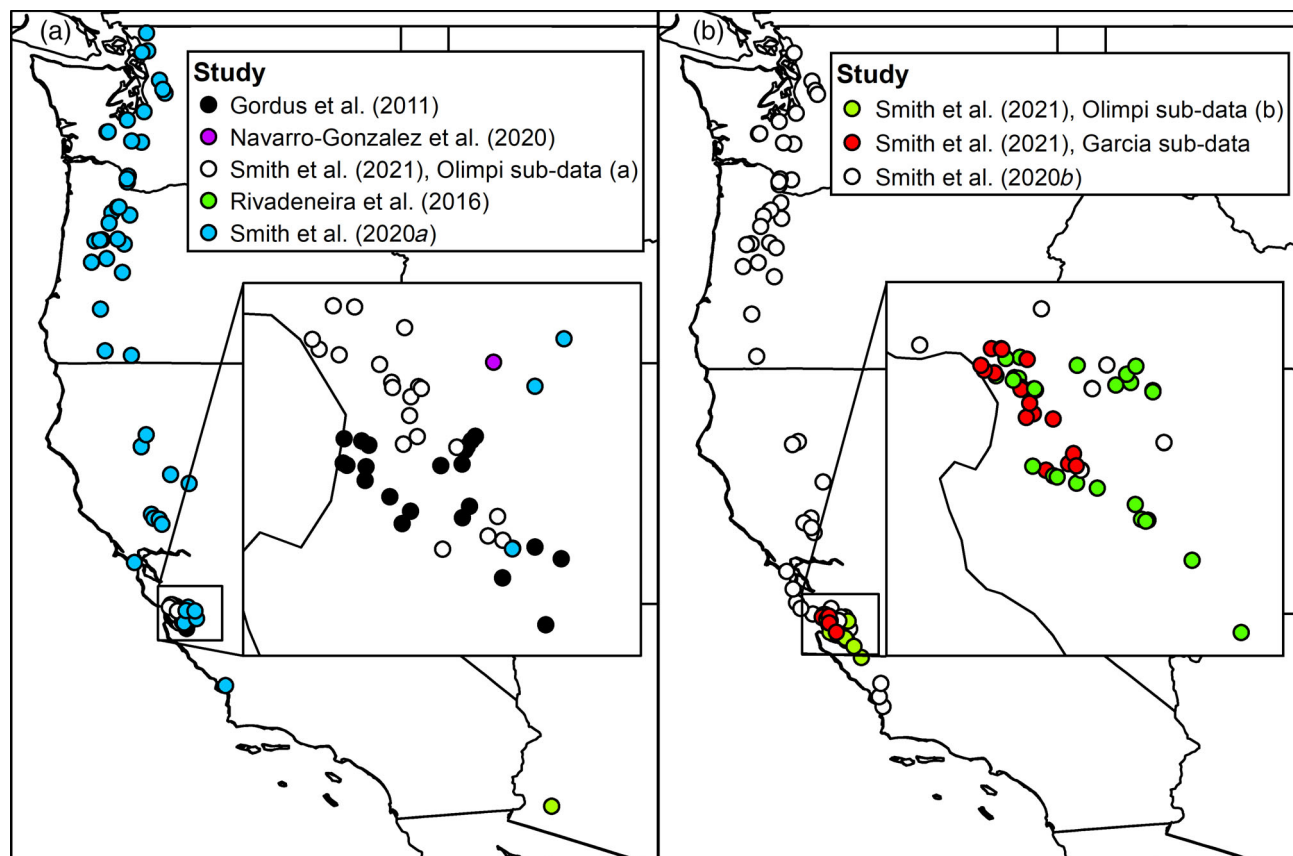 (a)
Study
Gordus et al. (2011)
Navarro-Gonzalez et al. (2020)
Smith et al. (2021), Olimpi sub-data (a)
Rivadeneira et al. (2016)
Smith et al. (2020a)
(b)
Study
Smith et al. (2021), Olimpi sub-data (b)
Smith et al. (2021), Garcia sub-data
Smith et al. (2020b)